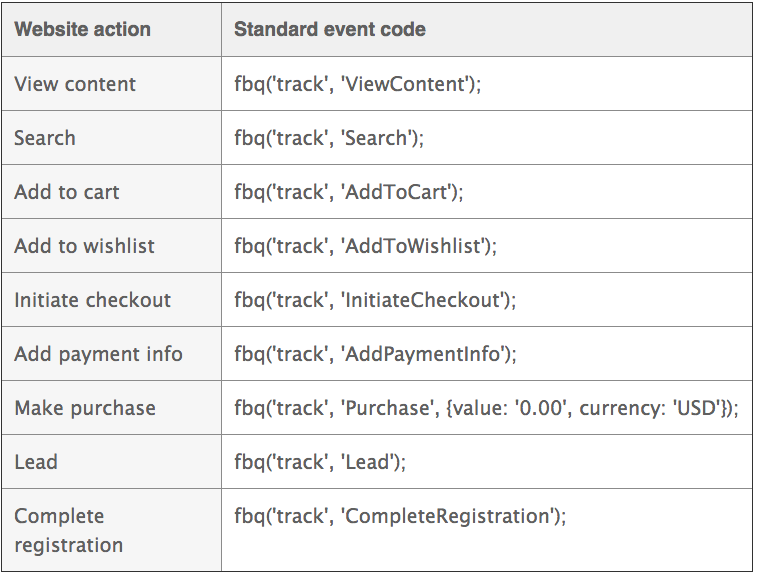 Website action Standard event code
View content fbq('track', 'ViewContent');
Search fbq('track', 'Search');
Add to cart fbq('track', 'AddToCart');
Add to wishlist fbq('track', 'AddToWishlist');
Initiate checkout fbq('track', 'InitiateCheckout');
Add payment info fbq('track', 'AddPaymentInfo');
Make purchase fbq('track', 'Purchase', {value: '0.00', currency: 'USD'});
Lead fbq('track', 'Lead');
Complete fbq('track', 'CompleteRegistration');
registration